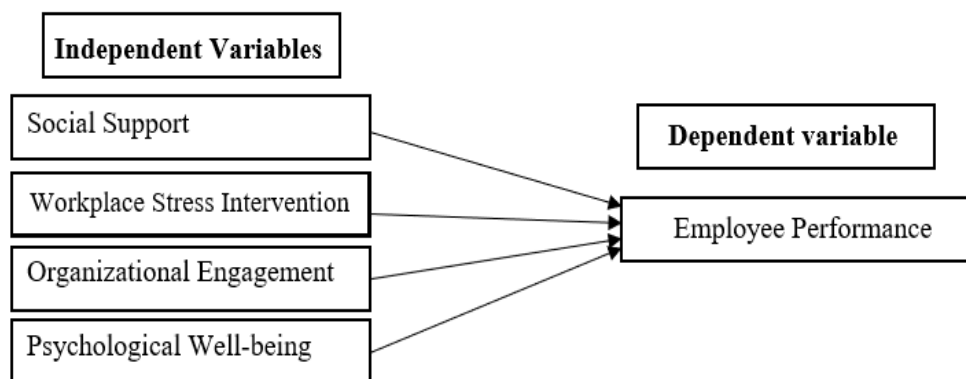 Independent Variables
Social Support
Workplace Stress Intervention
Organizational Engagement
Psychological Well-being
Dependent variable
Employee Performance